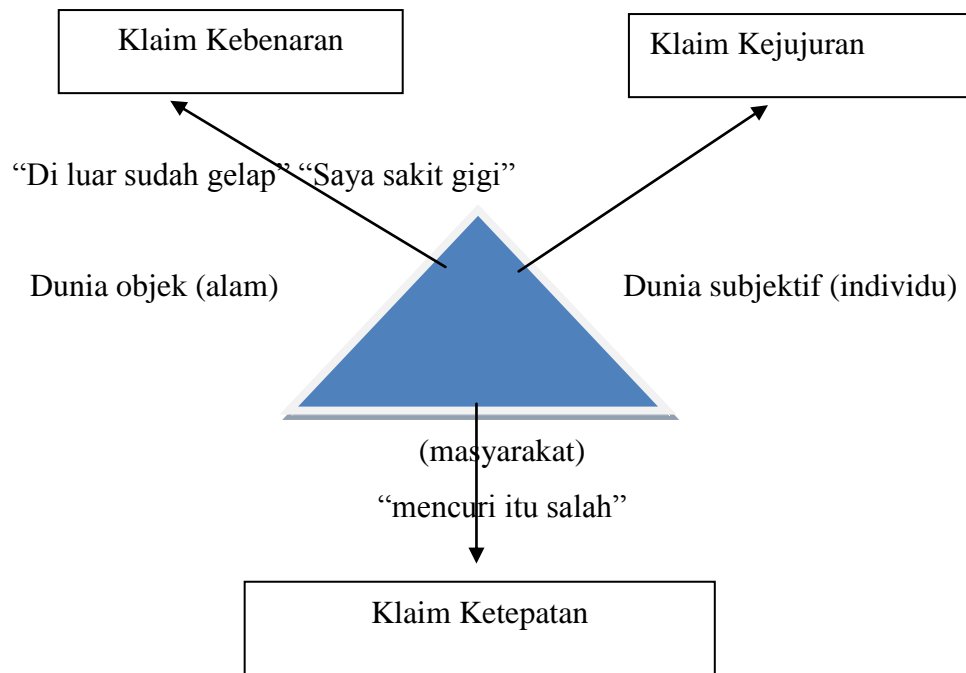 Klaim Kebenaran
Klaim Kejujuran
“Di luar sudah gelap” “Saya sakit gigi”
Dunia objek (alam)
Dunia subjektif (individu)
(masyarakat)
“mencuri itu salah”
Klaim Ketepatan